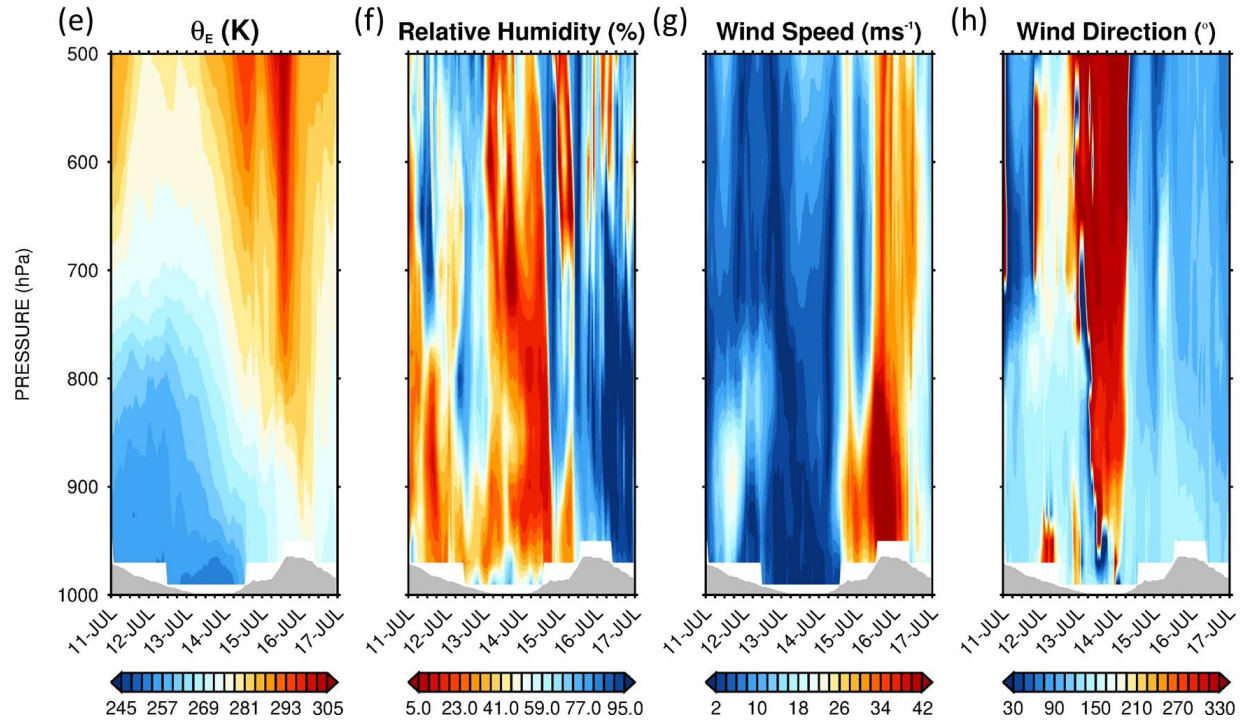 (e) θE (K)
(f) Relative Humidity (%)
(g) Wind Speed (ms⁻¹)
(h) Wind Direction (°)
PRESSURE (hPa)
500
600
700
800
900
1000
11-JUL 12-JUL 13-JUL 14-JUL 15-JUL 16-JUL 17-JUL
11-JUL 12-JUL 13-JUL 14-JUL 15-JUL 16-JUL 17-JUL
11-JUL 12-JUL 13-JUL 14-JUL 15-JUL 16-JUL 17-JUL
11-JUL 12-JUL 13-JUL 14-JUL 15-JUL 16-JUL 17-JUL
245 257 269 281 293 305
5.0 23.0 41.0 59.0 77.0 95.0
2 10 18 26 34 42
30 90 150 210 270 330